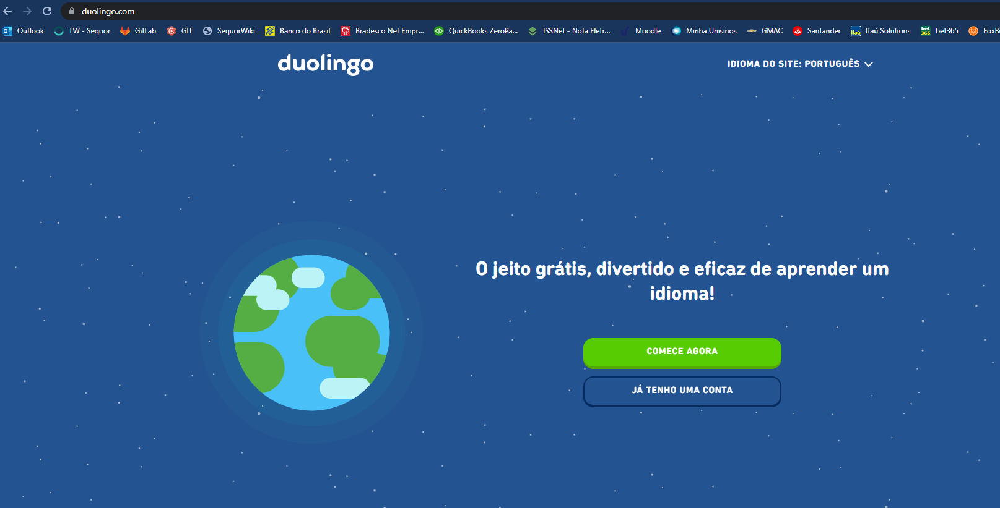 duolingo.com
Outlook TW - Sequor GitLab GIT SequorWiki Banco do Brasil Bradesco Net Empr... QuickBooks ZeroPa... ISSNet - Nota Eletr... Moodle Minha Unisinos GMAC Santander Itaú Itaú Solutions bet365 bet365
duolingo
IDIOMA DO SITE: PORTUGUÊS
O jeito grátis, divertido e eficaz de aprender um
idioma!
COMECE AGORA
JÁ TENHO UMA CONTA